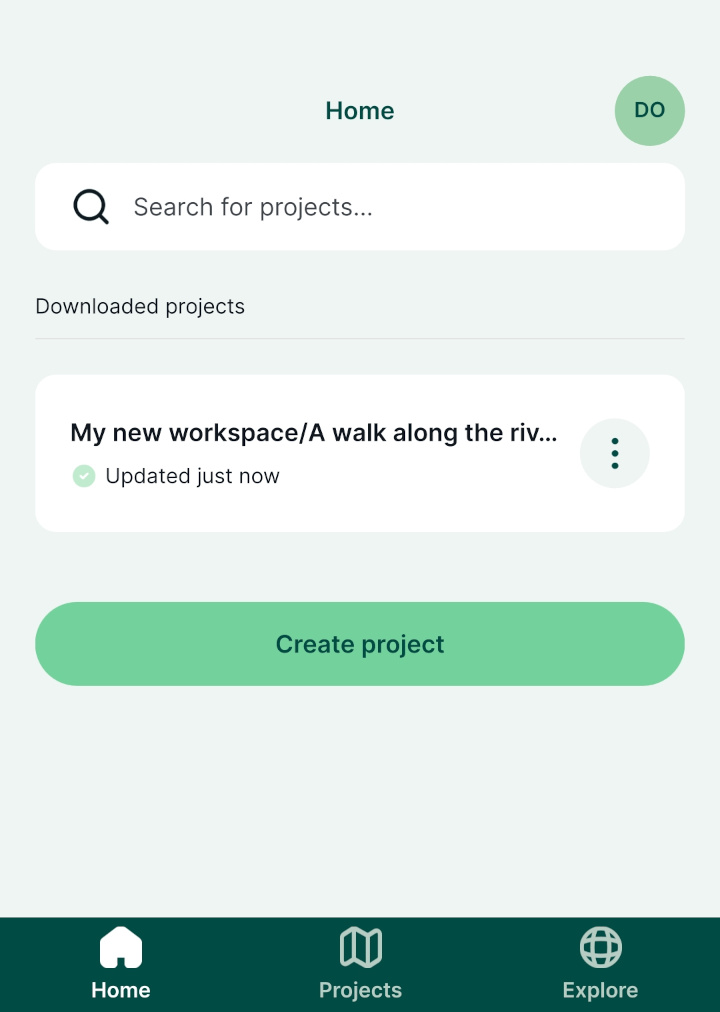 Home
DO
Search for projects...
Downloaded projects
My new workspace/A walk along the riv...
Updated just now
Create project
Home
Projects
Explore